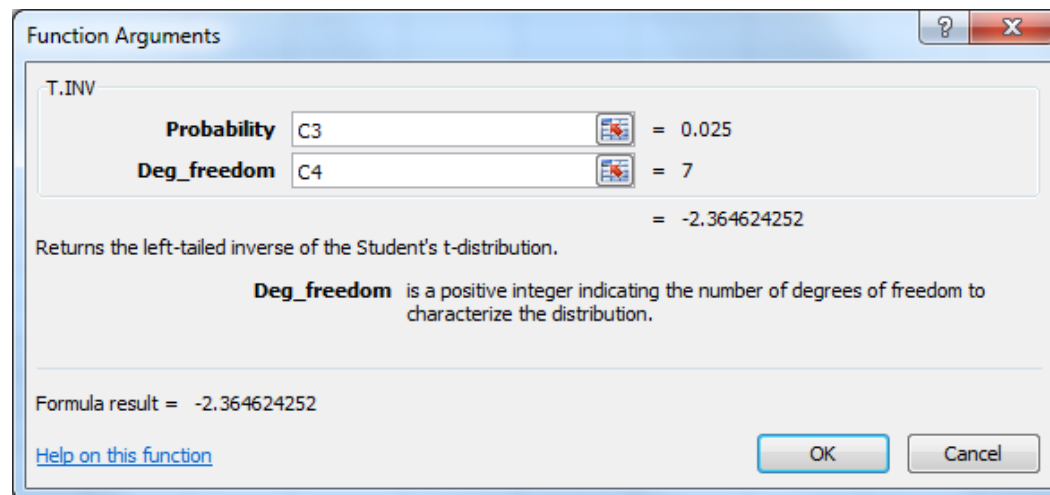 Function Arguments
T.INV
Probability C3 = 0.025
Deg_freedom C4 = 7
= -2.364624252
Returns the left-tailed inverse of the Student's t-distribution.
Deg_freedom is a positive integer indicating the number of degrees of freedom to
characterize the distribution.
Formula result = -2.364624252
Help on this function OK Cancel